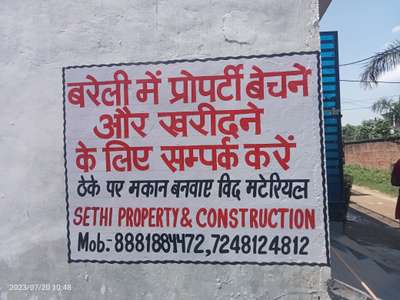 बरेली में प्रोपर्टी बेचने
और खरीदने
के लिए सम्पर्क करें
ठेके पर मकान बनवाए विद मटेरियल
SETHI PROPERTY & CONSTRUCTION
Mob.- 8881884472,7248124812
2023/07/20 10:48